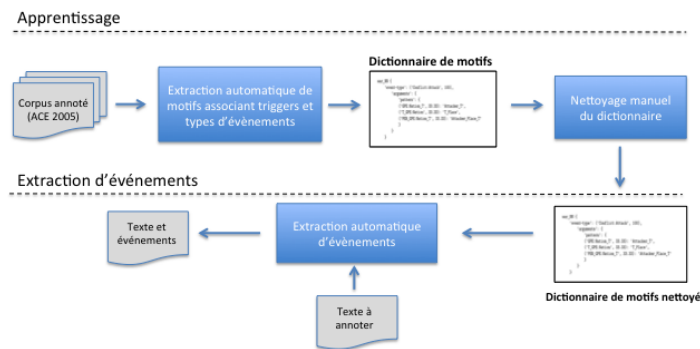 Apprentissage
Dictionnaire de motifs
Corpus annoté
(ACE 2005)
Extraction automatique de
motifs associant triggers et
types d'évènements
Nettoyage manuel
du dictionnaire
Extraction d'événements
Texte et
événements
Extraction automatique
d'évènements
Texte à
annoter
Dictionnaire de motifs nettoyé